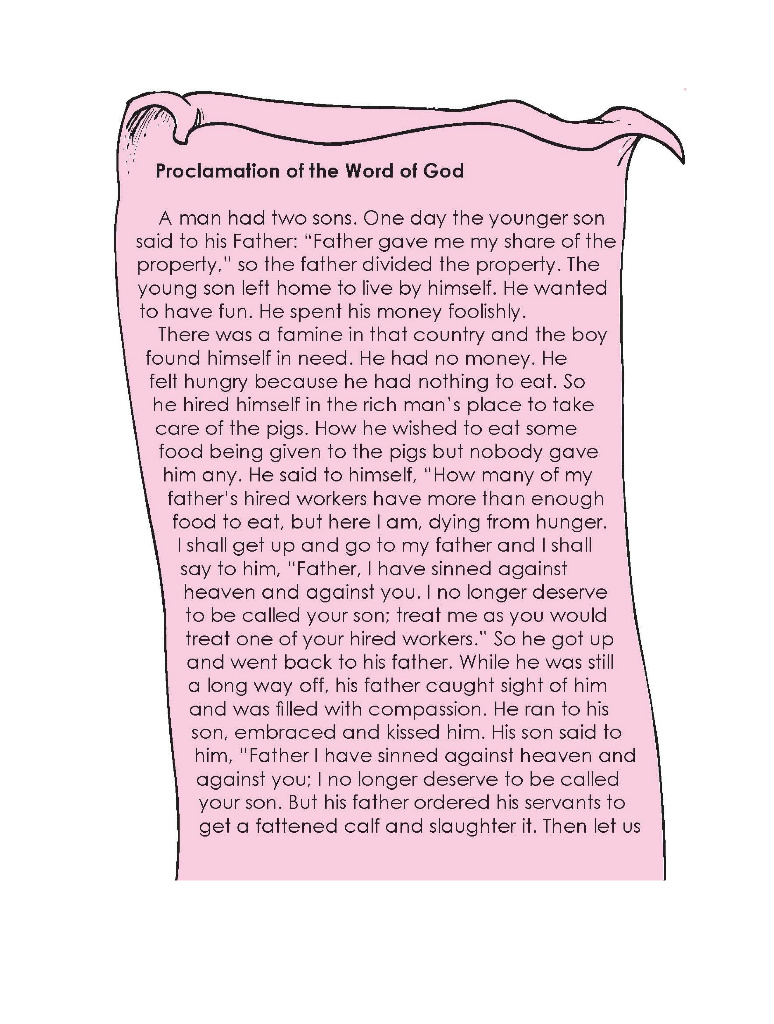 Proclamation of the Word of God
A man had two sons. One day the younger son
said to his Father: “Father gave me my share of the
property,” so the father divided the property. The
young son left home to live by himself. He wanted
to have fun. He spent his money foolishly.
There was a famine in that country and the boy
found himself in need. He had no money. He
felt hungry because he had nothing to eat. So
he hired himself in the rich man's place to take
care of the pigs. How he wished to eat some
food being given to the pigs but nobody gave
him any. He said to himself, “How many of my
father's hired workers have more than enough
food to eat, but here I am, dying from hunger.
I shall get up and go to my father and I shall
say to him, “Father, I have sinned against
heaven and against you. I no longer deserve
to be called your son; treat me as you would
treat one of your hired workers.” So he got up
and went back to his father. While he was still
a long way off, his father caught sight of him
and was filled with compassion. He ran to his
son, embraced and kissed him. His son said to
him, “Father I have sinned against heaven and
against you; I no longer deserve to be called
your son. But his father ordered his servants to
get a fattened calf and slaughter it. Then let us